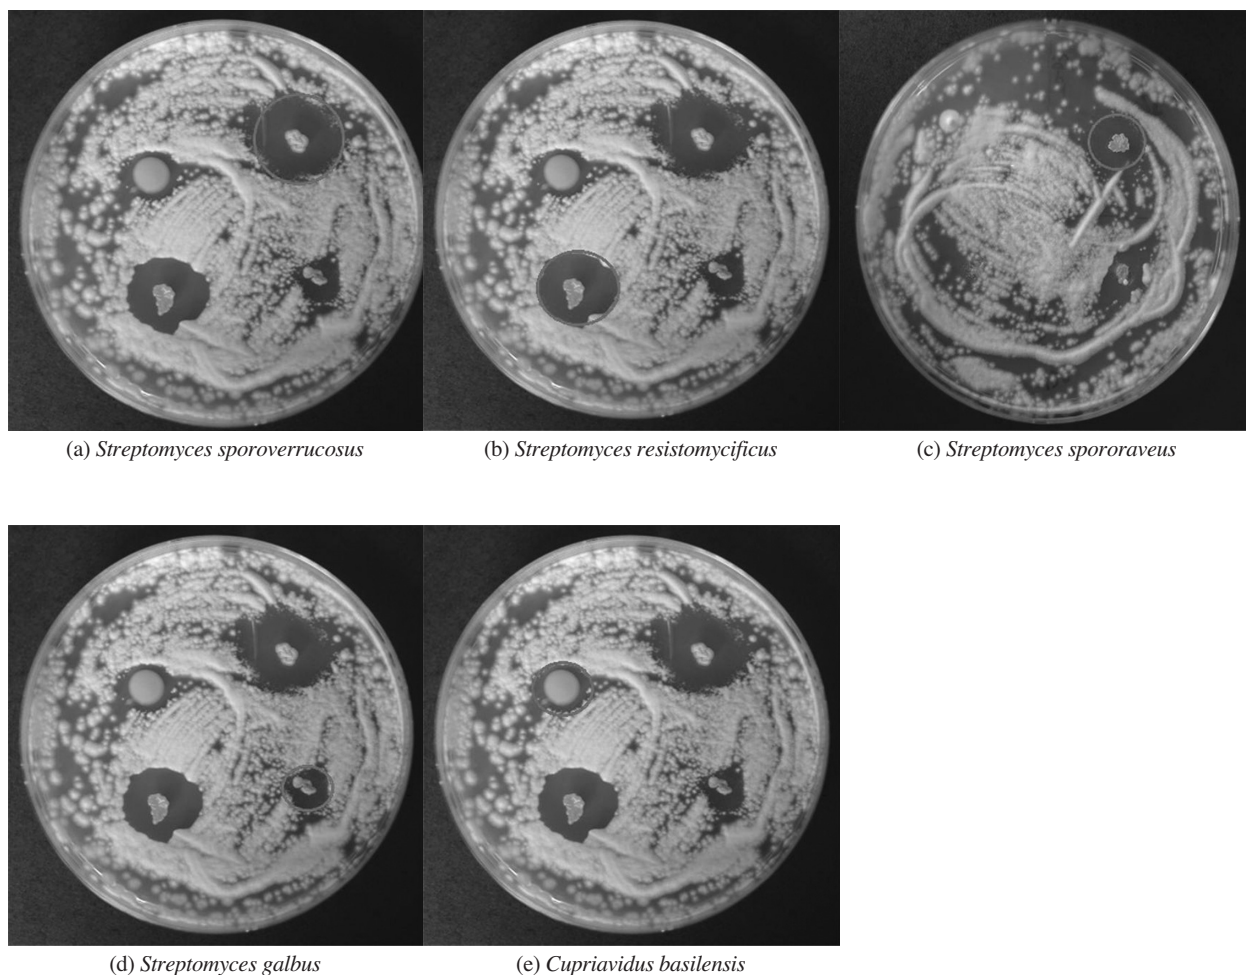 (a) Streptomyces sporoverrucosus
(b) Streptomyces resistomycificus
(c) Streptomyces spororaveus
(d) Streptomyces galbus
(e) Cupriavidus basilensis